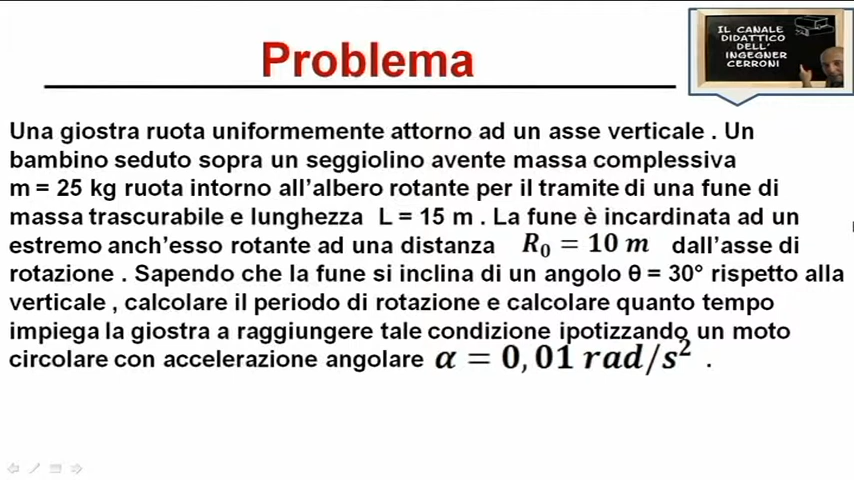 Problema
IL CANALE
DIDATTICO
DELL'
INGEGNER
CERRONI
Una giostra ruota uniformemente attorno ad un asse verticale . Un
bambino seduto sopra un seggiolino avente massa complessiva
m = 25 kg ruota intorno all'albero rotante per il tramite di una fune di
massa trascurabile e lunghezza L = 15 m . La fune è incardinata ad un
estremo anch'esso rotante ad una distanza R₀ = 10 m dall'asse di
rotazione . Sapendo che la fune si inclina di un angolo θ = 30° rispetto alla
verticale , calcolare il periodo di rotazione e calcolare quanto tempo
impiega la giostra a raggiungere tale condizione ipotizzando un moto
circolare con accelerazione angolare α = 0, 01 rad/s² .